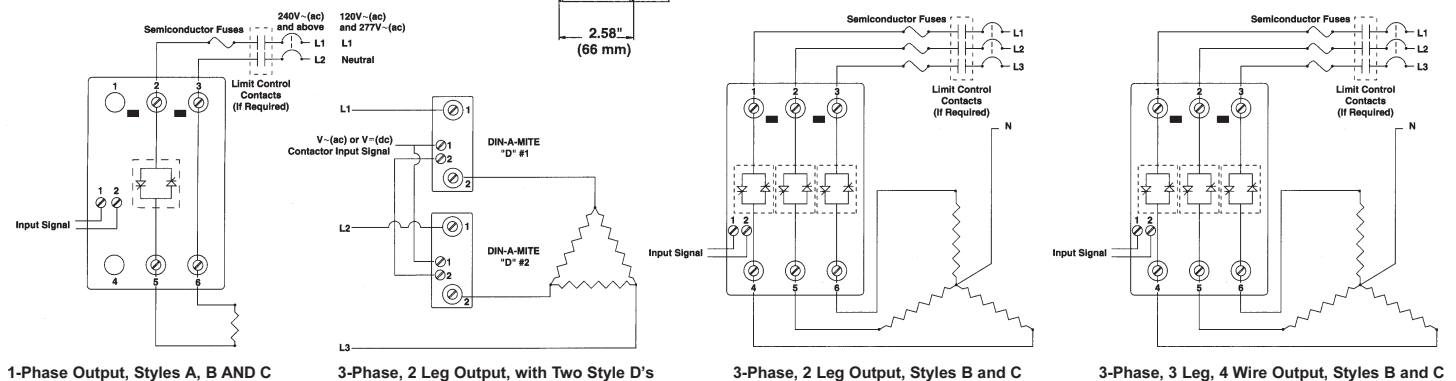 240V~(ac)
and above
120V~(ac)
and 277V~(ac)
Semiconductor Fuses
L1 L1
L2 Neutral
Limit Control
Contacts
(If Required)
1 2 3
1 2
Input Signal
4 5 6
1-Phase Output, Styles A, B AND C
2.58"
(66 mm)
L1
1
V~(ac) or V=(dc)
Contactor Input Signal
1
2
DIN-A-MITE
"D" #1
2
L2
1
DIN-A-MITE
"D" #2
1
2
2
L3
3-Phase, 2 Leg Output, with Two Style D's
Semiconductor Fuses
L1
L2
L3
Limit Control
Contacts
(If Required)
1 2 3
N
1 2
Input Signal
4 5 6
3-Phase, 2 Leg Output, Styles B and C
Semiconductor Fuses
L1
L2
L3
Limit Control
Contacts
(If Required)
1 2 3
N
1 2
Input Signal
4 5 6
3-Phase, 3 Leg, 4 Wire Output, Styles B and C